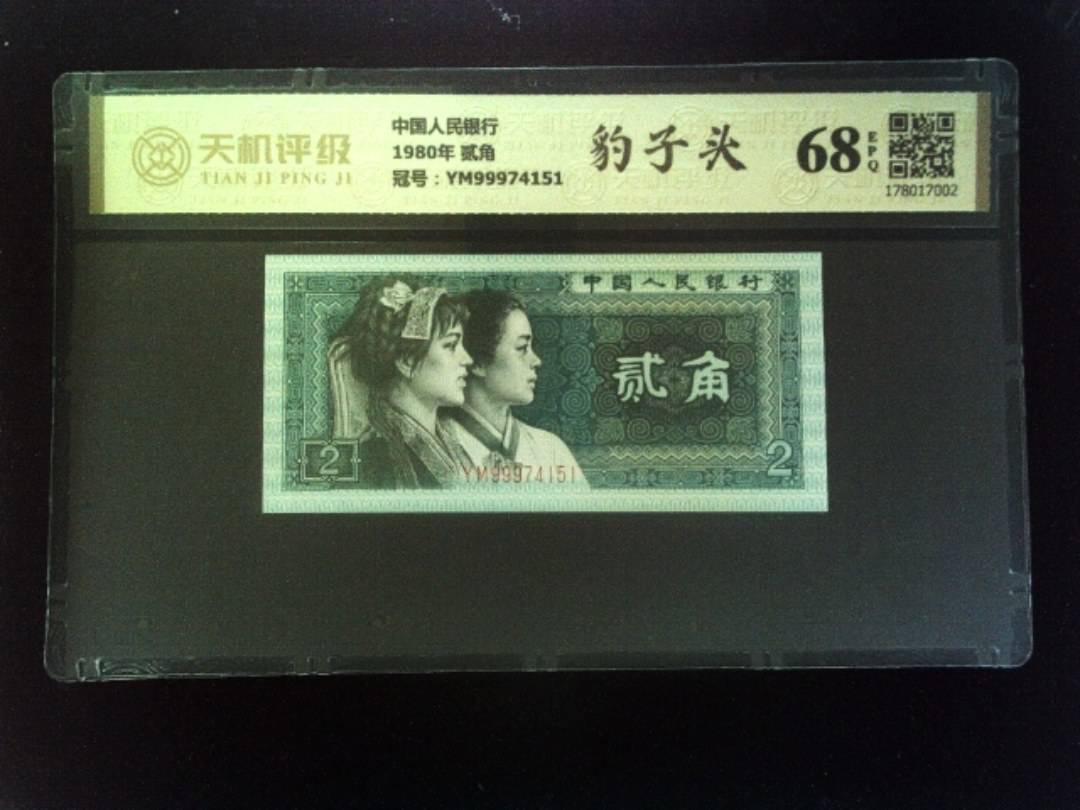 天机评级
TIAN JI PING JI
中国人民银行
1980年 贰角
冠号：YM99974151
豹子头
68
EPQ
178017002
中国人民银行
贰角
2
2
YM99974151